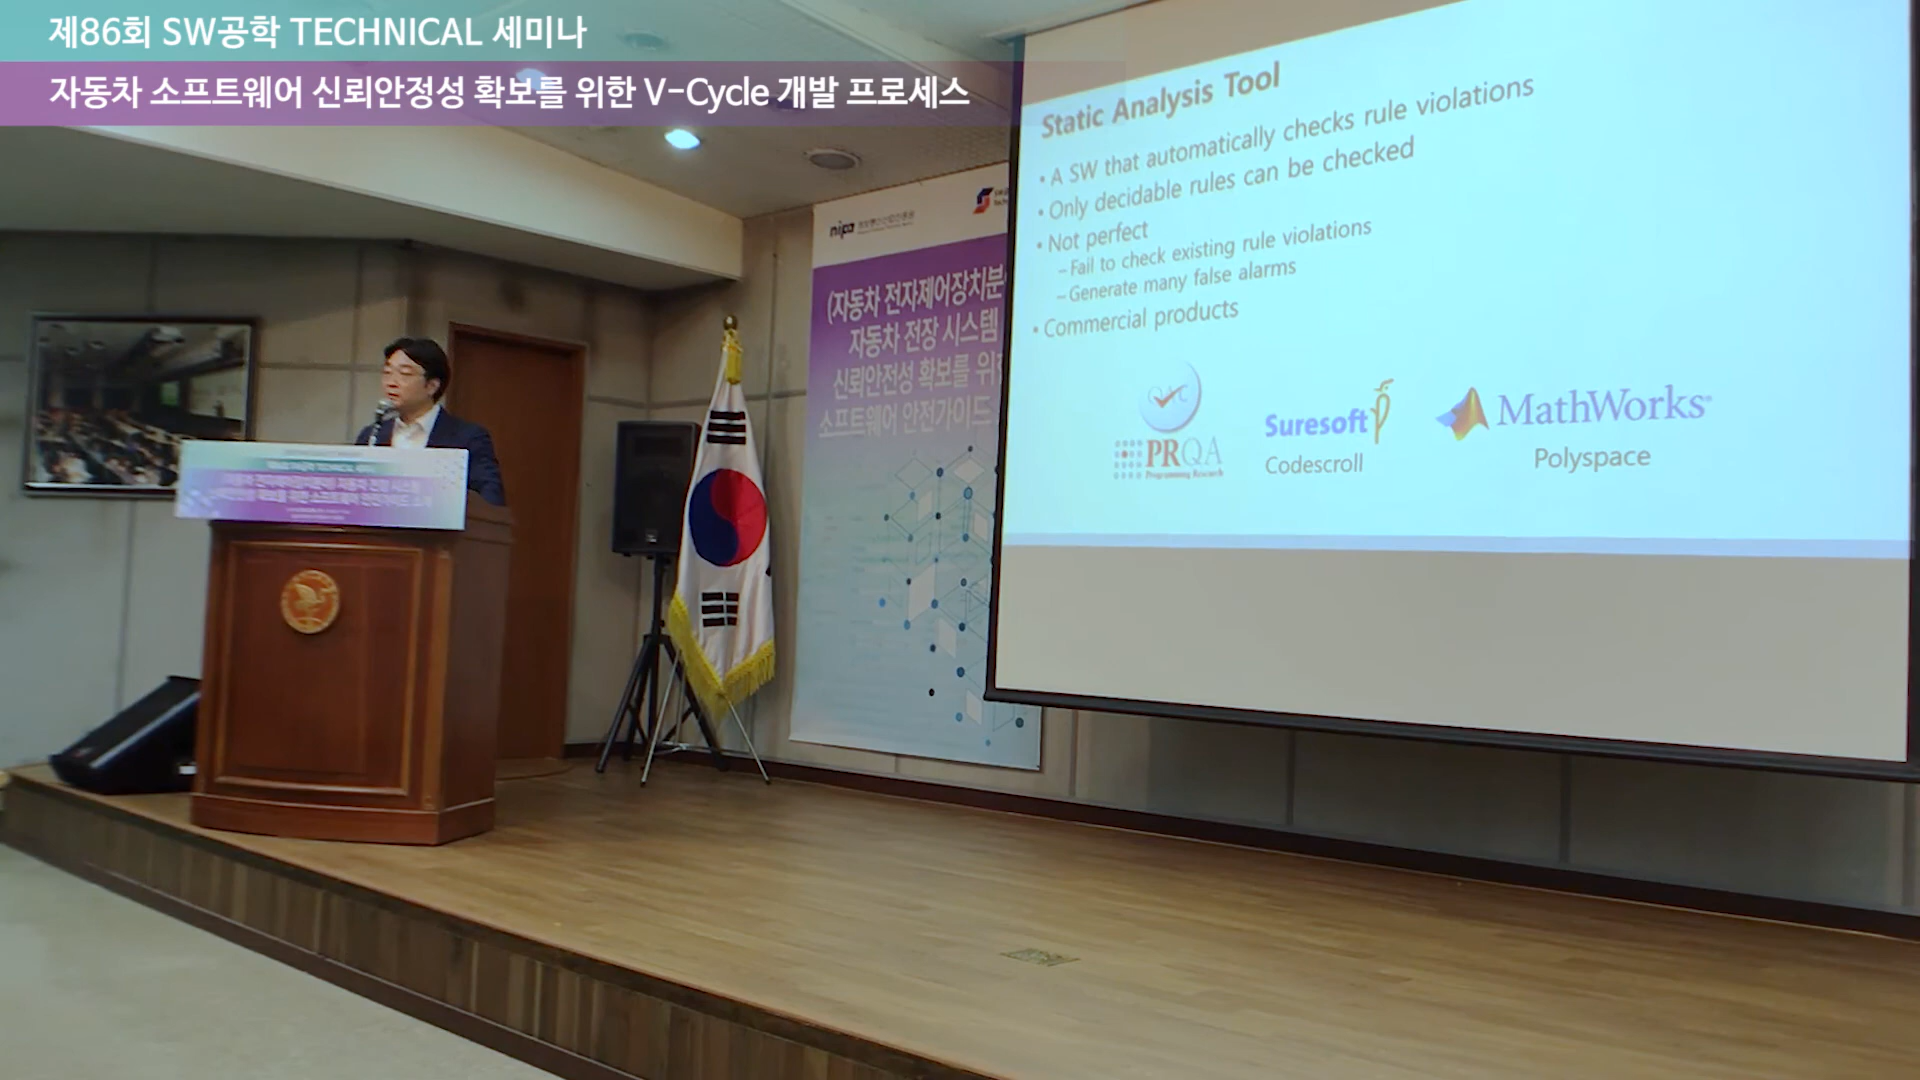 제86회 SW공학 TECHNICAL 세미나
자동차 소프트웨어 신뢰안정성 확보를 위한 V-Cycle 개발 프로세스
Static Analysis Tool
• A SW that automatically checks rule violations
• Only decidable rules can be checked
• Not perfect
– Fail to check existing rule violations
– Generate many false alarms
• Commercial products
QAC
PRQA
Programming Research
Suresoft
Codescroll
MathWorks®
Polyspace
nipa
(자동차 전자제어장치분
자동차 전장 시스템
신뢰안전성 확보를 위한
소프트웨어 안전가이드